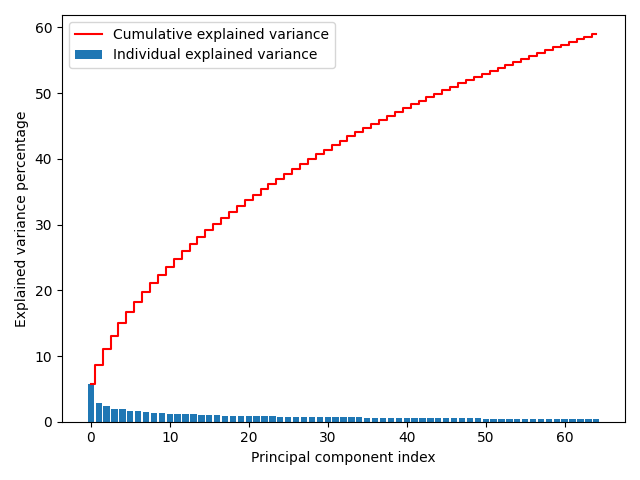 Cumulative explained variance
Individual explained variance
Explained variance percentage
60
50
40
30
20
10
0
0 10 20 30 40 50 60
Principal component index